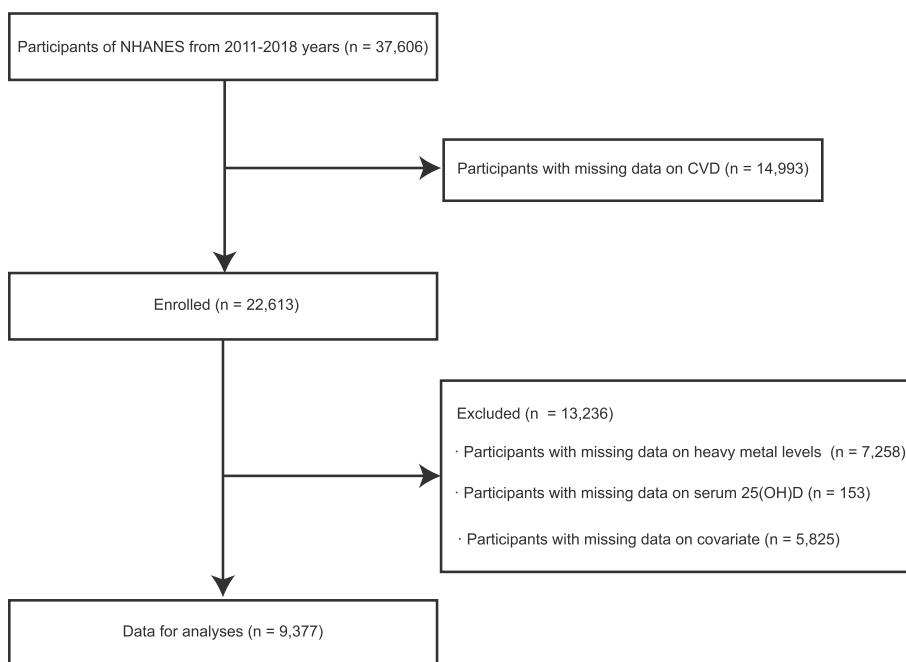 Participants of NHANES from 2011-2018 years (n = 37,606)
Participants with missing data on CVD (n = 14,993)
Enrolled (n = 22,613)
Excluded (n = 13,236)
· Participants with missing data on heavy metal levels (n = 7,258)
· Participants with missing data on serum 25(OH)D (n = 153)
· Participants with missing data on covariate (n = 5,825)
Data for analyses (n = 9,377)